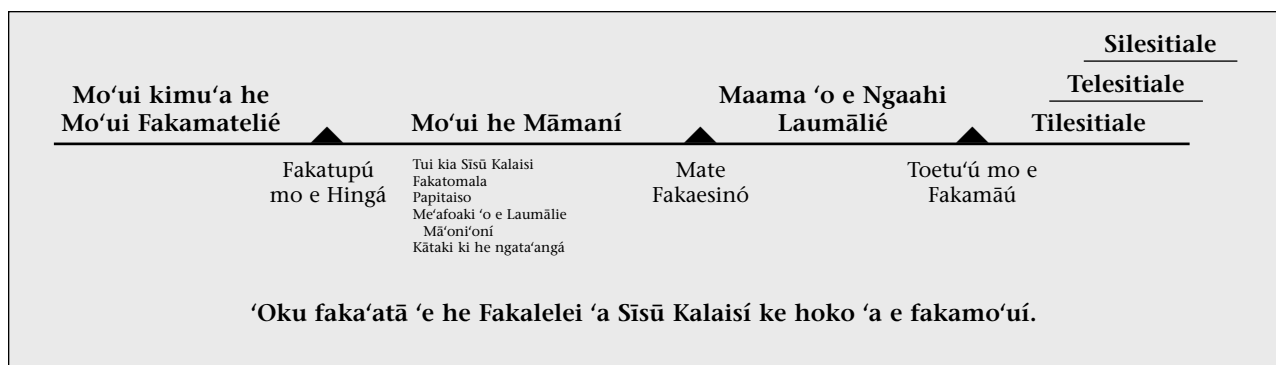 Silesitiale
Telesitiale
Tilesitiale
Moʻui kimuʻa he
Moʻui Fakamatelié
Moʻui he Māmaní
Maama ʻo e Ngaahi
Laumālié
Fakatupú
mo e Hingá
Tui kia Sīsū Kalaisi
Fakatomala
Papitaiso
Meʻafoaki ʻo e Laumālie
Māʻoniʻoní
Kātaki ki he ngataʻangá
Mate
Fakaesinó
Toetuʻú mo e
Fakamāú
ʻOku fakaʻatā ʻe he Fakalelei ʻa Sīsū Kalaisí ke hoko ʻa e fakamoʻuí.